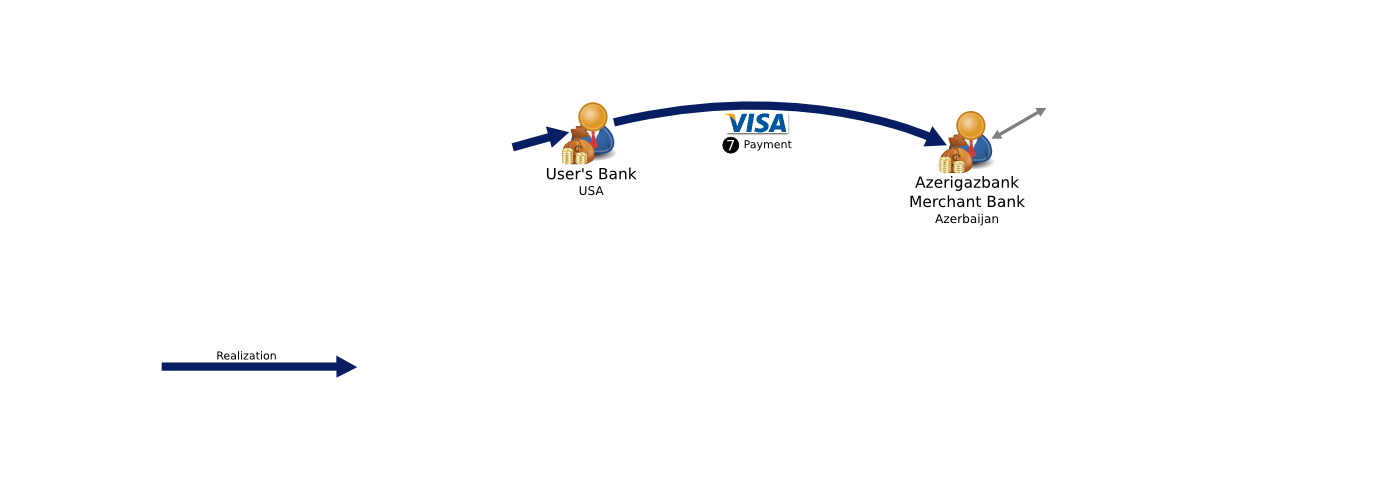 VISA
7 Payment
User's Bank
USA
Azerigazbank
Merchant Bank
Azerbaijan
Realization